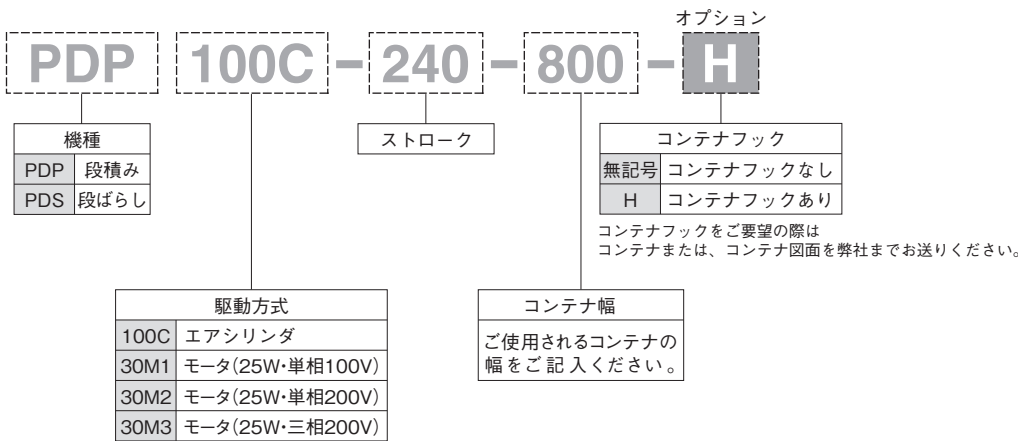 オプション
PDP 100C - 240 - 800 - H
機種
PDP 段積み
PDS 段ばらし
ストローク
コンテナフック
無記号 コンテナフックなし
H コンテナフックあり
コンテナフックをご要望の際は
コンテナまたは、コンテナ図面を弊社までお送りください。
駆動方式
100C エアシリンダ
30M1 モータ(25W・単相100V)
30M2 モータ(25W・単相200V)
30M3 モータ(25W・三相200V)
コンテナ幅
ご使用されるコンテナの
幅をご記入ください。